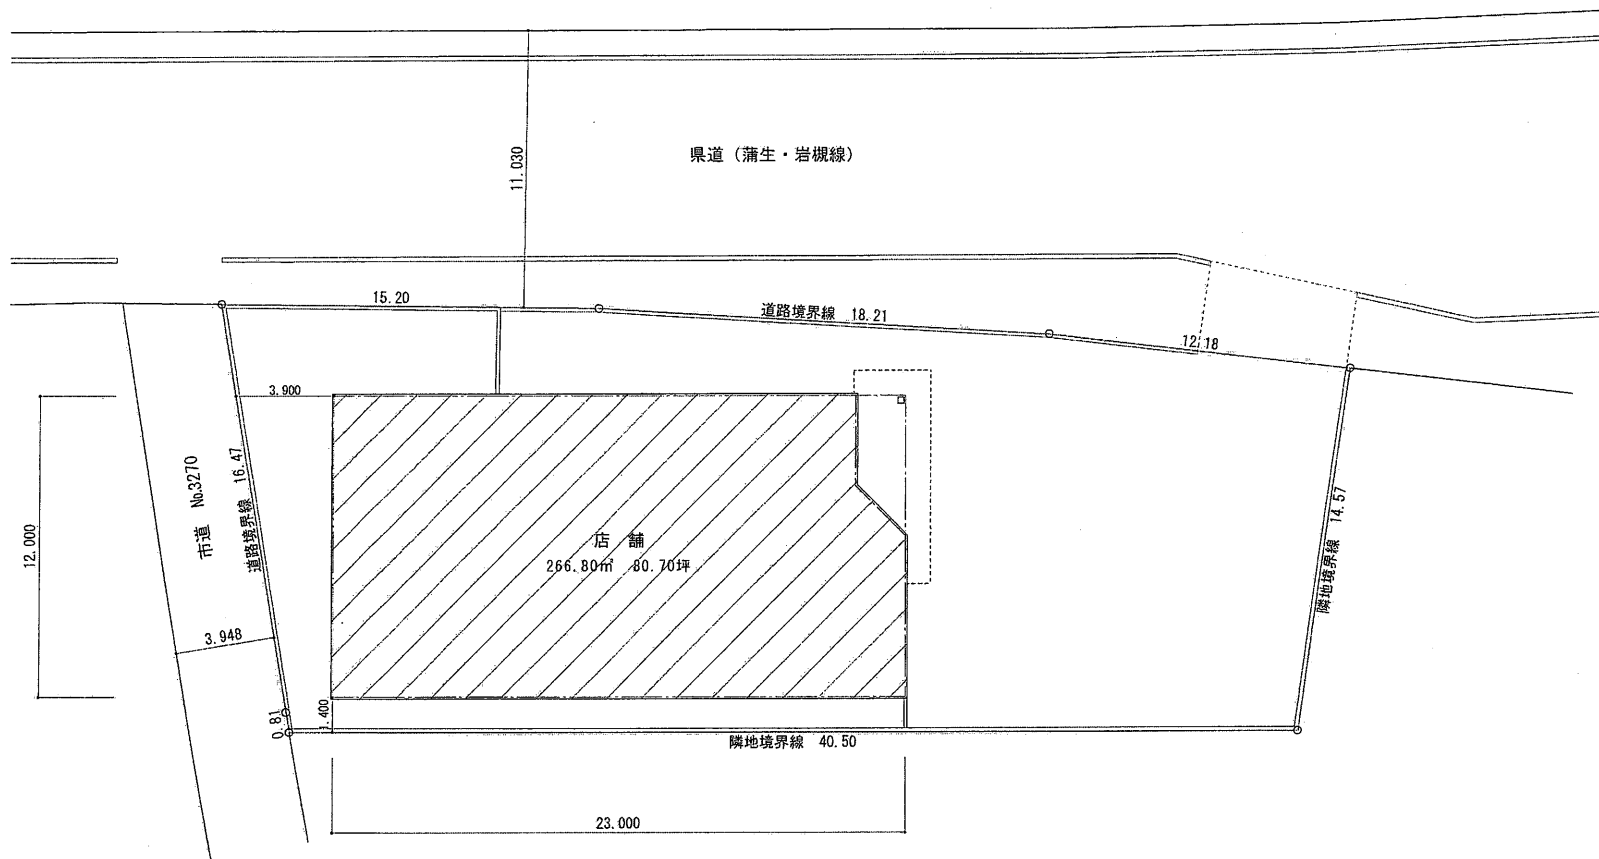 県道（蒲生・岩槻線）
11.030
15.20
道路境界線 18.21
12.18
3.900
市道 No.3270
道路境界線 16.47
12.000
店 舗
266.80㎡ 80.70坪
隣地境界線 14.57
3.948
0.81
1.400
隣地境界線 40.50
23.000